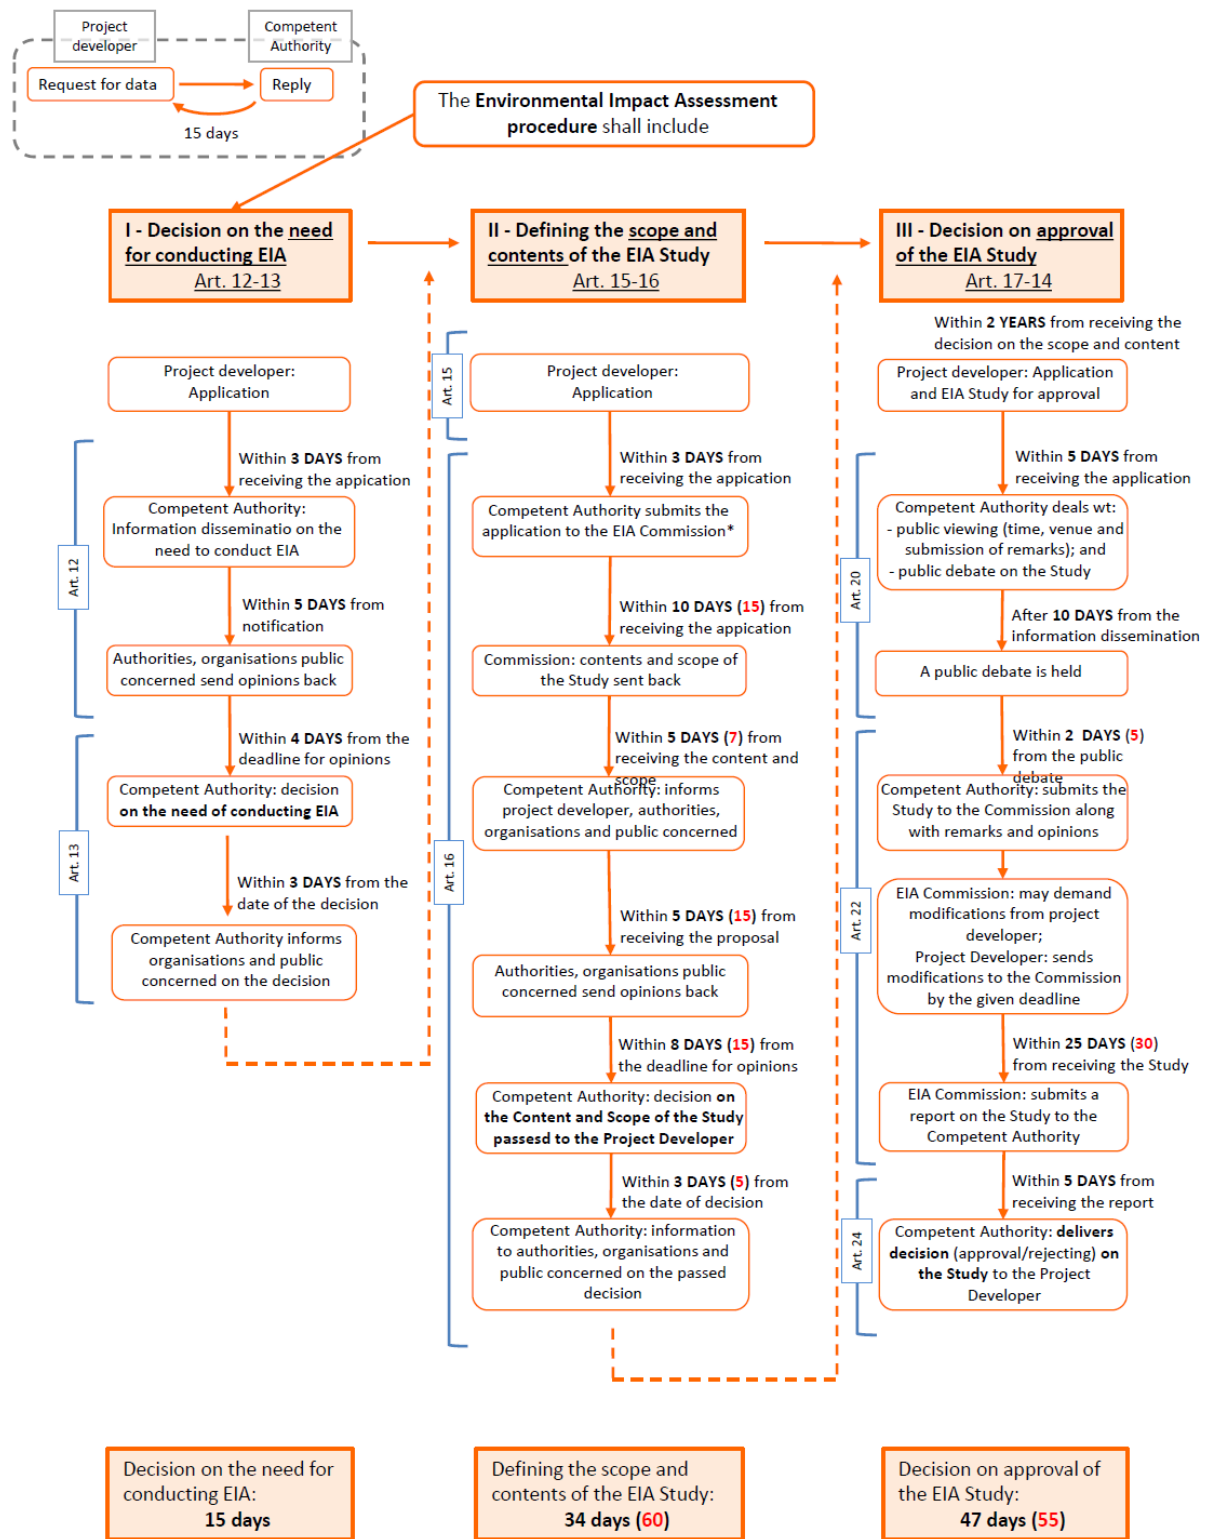 Project
developer
Competent
Authority
Request for data
Reply
15 days
The Environmental Impact Assessment
procedure shall include
I - Decision on the need
for conducting EIA
Art. 12-13
II - Defining the scope and
contents of the EIA Study
Art. 15-16
III - Decision on approval
of the EIA Study
Art. 17-14
Art. 12
Art. 13
Project developer:
Application
Within 3 DAYS from
receiving the appication
Competent Authority:
Information disseminatio on the
need to conduct EIA
Within 5 DAYS from
notification
Authorities, organisations public
concerned send opinions back
Within 4 DAYS from the
deadline for opinions
Competent Authority: decision
on the need of conducting EIA
Within 3 DAYS from the
date of the decision
Competent Authority informs
organisations and public
concerned on the decision
Art. 15
Art. 16
Project developer:
Application
Within 3 DAYS from
receiving the appication
Competent Authority submits the
application to the EIA Commission*
Within 10 DAYS (15) from
receiving the appication
Commission: contents and scope of
the Study sent back
Within 5 DAYS (7) from
receiving the content and
scope
Competent Authority: informs
project developer, authorities,
organisations and public concerned
Within 5 DAYS (15) from
receiving the proposal
Authorities, organisations public
concerned send opinions back
Within 8 DAYS (15) from
the deadline for opinions
Competent Authority: decision on
the Content and Scope of the Study
passesd to the Project Developer
Within 3 DAYS (5) from
the date of decision
Competent Authority: information
to authorities, organisations and
public concerned on the passed
decision
Within 2 YEARS from receiving the
decision on the scope and content
Art. 20
Art. 22
Art. 24
Project developer: Application
and EIA Study for approval
Within 5 DAYS from
receiving the application
Competent Authority deals wt:
- public viewing (time, venue and
submission of remarks); and
- public debate on the Study
After 10 DAYS from the
information dissemination
A public debate is held
Within 2 DAYS (5)
from the public
debate
Competent Authority: submits the
Study to the Commission along
with remarks and opinions
EIA Commission: may demand
modifications from project
developer;
Project Developer: sends
modifications to the Commission
by the given deadline
Within 25 DAYS (30)
from receiving the Study
EIA Commission: submits a
report on the Study to the
Competent Authority
Within 5 DAYS from
receiving the report
Competent Authority: delivers
decision (approval/rejecting) on
the Study to the Project
Developer
Decision on the need for
conducting EIA:
15 days
Defining the scope and
contents of the EIA Study:
34 days (60)
Decision on approval of
the EIA Study:
47 days (55)